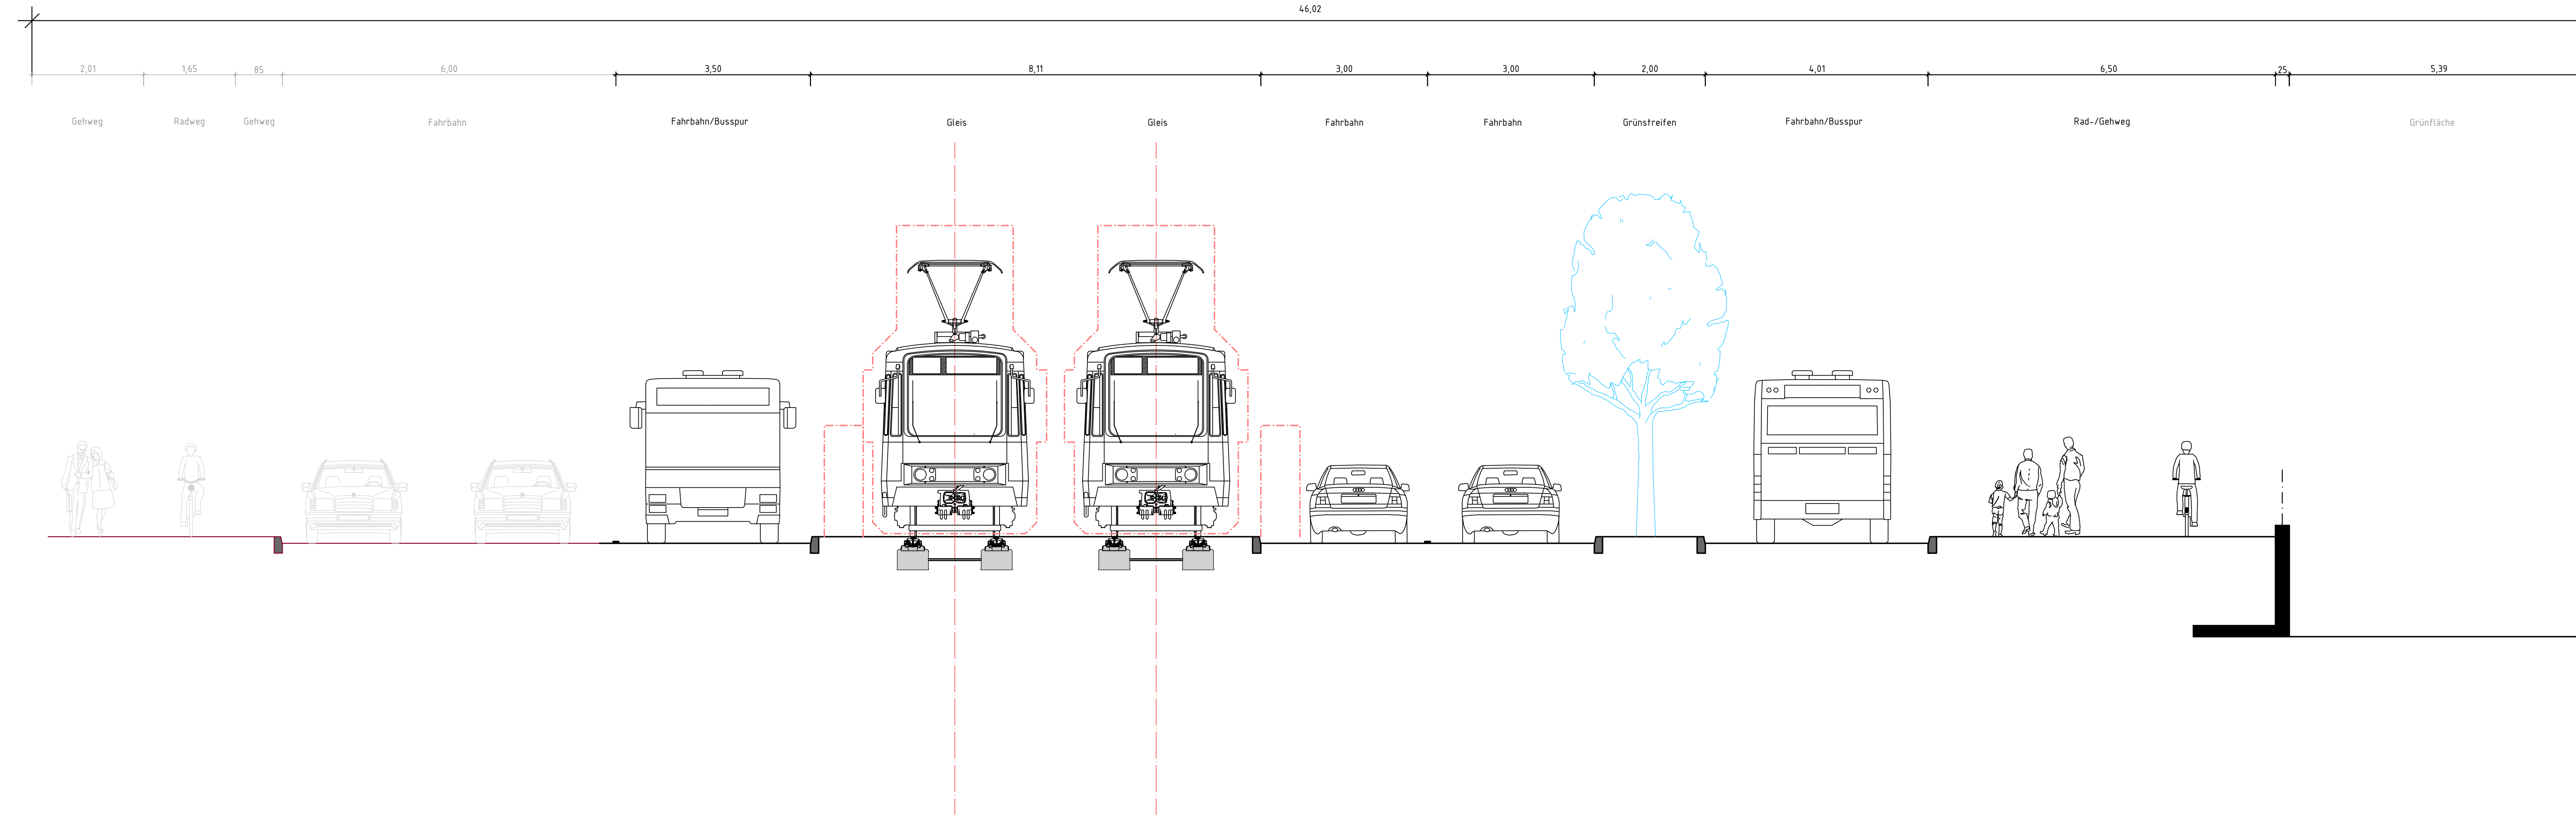 46,02
2,01 1,65 85 6,00 3,50 8,11 3,00 3,00 2,00 4,01 6,50 25 5,39
Gehweg Radweg Gehweg Fahrbahn Fahrbahn/Busspur Gleis Gleis Fahrbahn Fahrbahn Grünstreifen Fahrbahn/Busspur Rad-/Gehweg Grünfläche